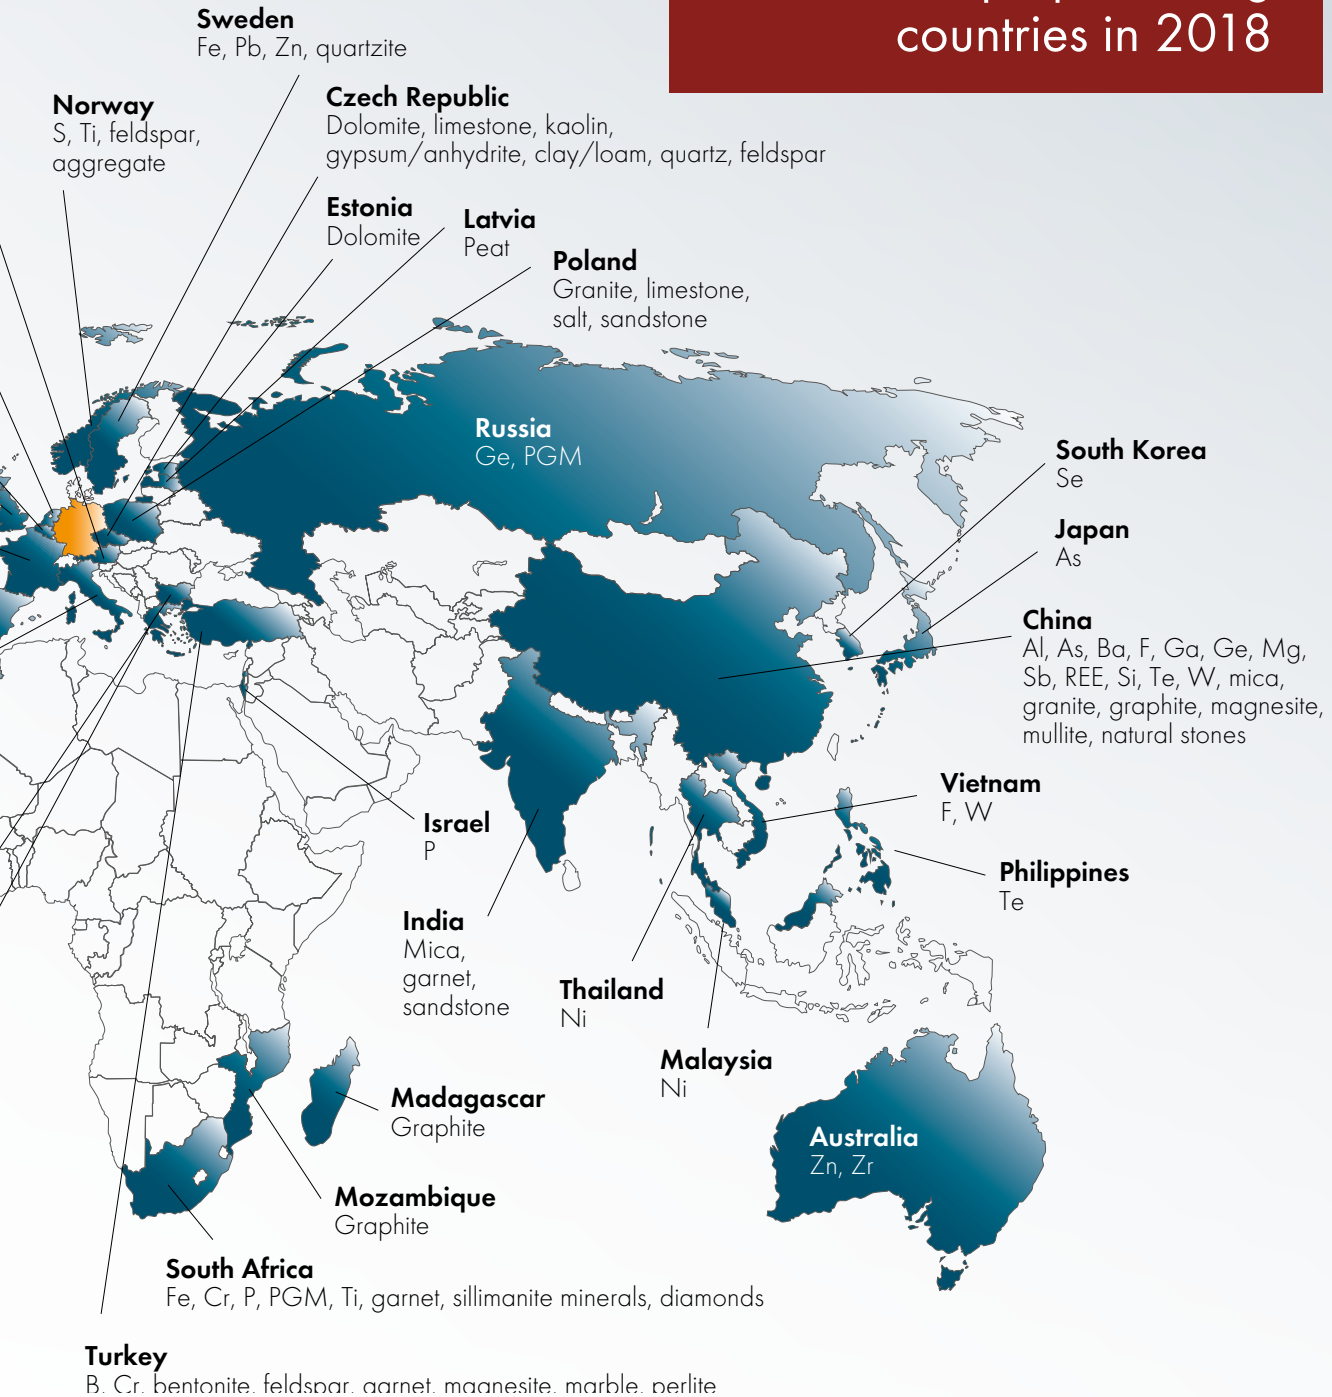 countries in 2018
Sweden
Fe, Pb, Zn, quartzite
Norway
S, Ti, feldspar,
aggregate
Czech Republic
Dolomite, limestone, kaolin,
gypsum/anhydrite, clay/loam, quartz, feldspar
Estonia
Dolomite
Latvia
Peat
Poland
Granite, limestone,
salt, sandstone
Russia
Ge, PGM
South Korea
Se
Japan
As
China
Al, As, Ba, F, Ga, Ge, Mg,
Sb, REE, Si, Te, W, mica,
granite, graphite, magnesite,
mullite, natural stones
Vietnam
F, W
Philippines
Te
Israel
P
India
Mica,
garnet,
sandstone
Thailand
Ni
Malaysia
Ni
Madagascar
Graphite
Australia
Zn, Zr
Mozambique
Graphite
South Africa
Fe, Cr, P, PGM, Ti, garnet, sillimanite minerals, diamonds
Turkey
B, Cr, bentonite, feldspar, garnet, magnesite, marble, perlite